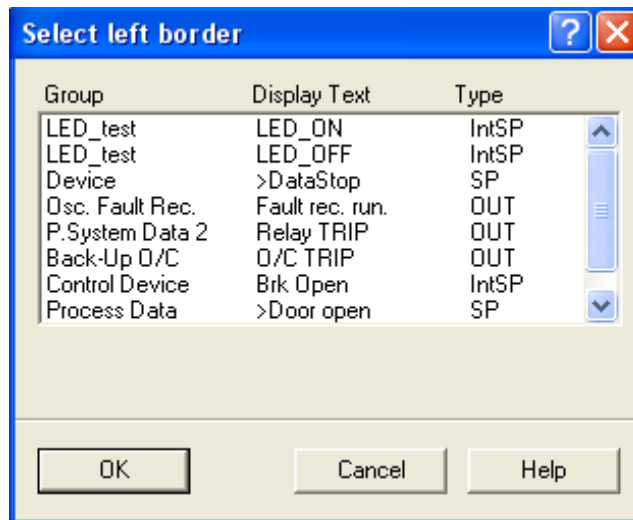 Select left border
Group Display Text Type
LED_test LED_ON IntSP
LED_test LED_OFF IntSP
Device >DataStop SP
Osc. Fault Rec. Fault rec. run. OUT
P.System Data 2 Relay TRIP OUT
Back-Up O/C O/C TRIP OUT
Control Device Brk Open IntSP
Process Data >Door open SP
OK Cancel Help